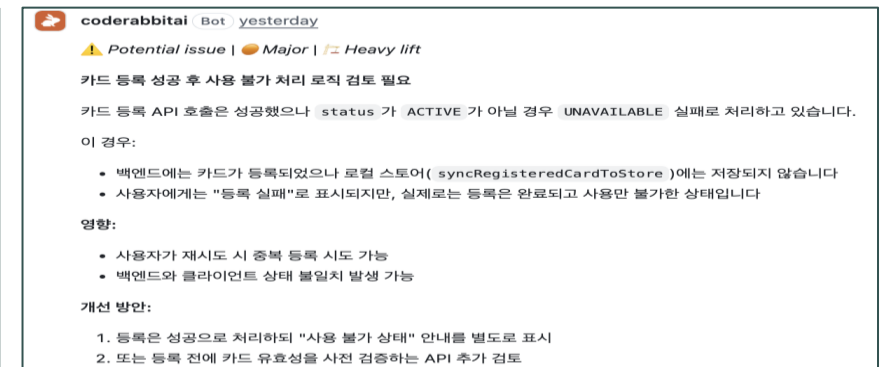 coderabbitai Bot yesterday
⚠️ Potential issue | 🟠 Major | 🏗️ Heavy lift
카드 등록 성공 후 사용 불가 처리 로직 검토 필요
카드 등록 API 호출은 성공했으나 status 가 ACTIVE 가 아닐 경우 UNAVAILABLE 실패로 처리하고 있습니다.
이 경우:
• 백엔드에는 카드가 등록되었으나 로컬 스토어( syncRegisteredCardToStore )에는 저장되지 않습니다
• 사용자에게는 "등록 실패"로 표시되지만, 실제로는 등록은 완료되고 사용만 불가한 상태입니다
영향:
• 사용자가 재시도 시 중복 등록 시도 가능
• 백엔드와 클라이언트 상태 불일치 발생 가능
개선 방안:
1. 등록은 성공으로 처리하되 "사용 불가 상태" 안내를 별도로 표시
2. 또는 등록 전에 카드 유효성을 사전 검증하는 API 추가 검토